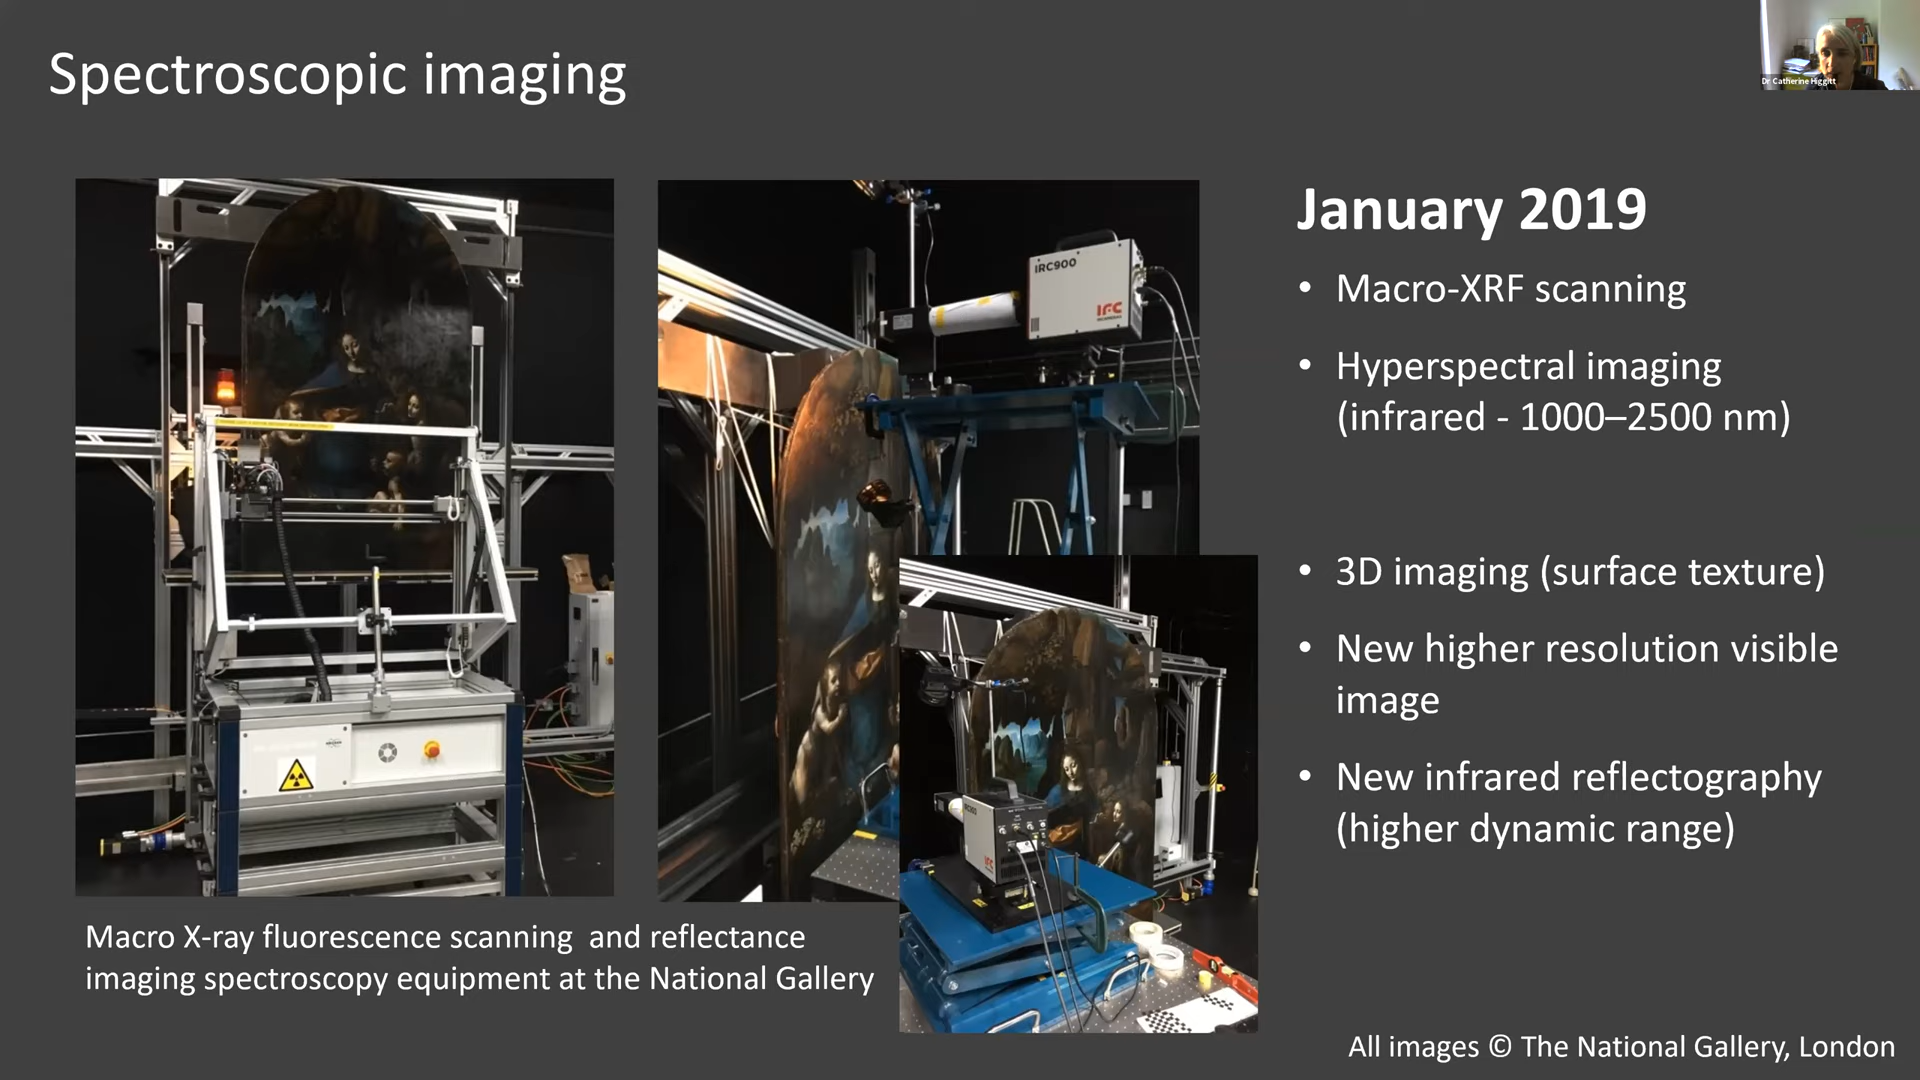 Spectroscopic imaging
Dr Catherine Higgitt
IRC900
IRC
January 2019
• Macro-XRF scanning
• Hyperspectral imaging
(infrared - 1000–2500 nm)
• 3D imaging (surface texture)
• New higher resolution visible
image
• New infrared reflectography
(higher dynamic range)
Macro X-ray fluorescence scanning and reflectance
imaging spectroscopy equipment at the National Gallery
All images © The National Gallery, London